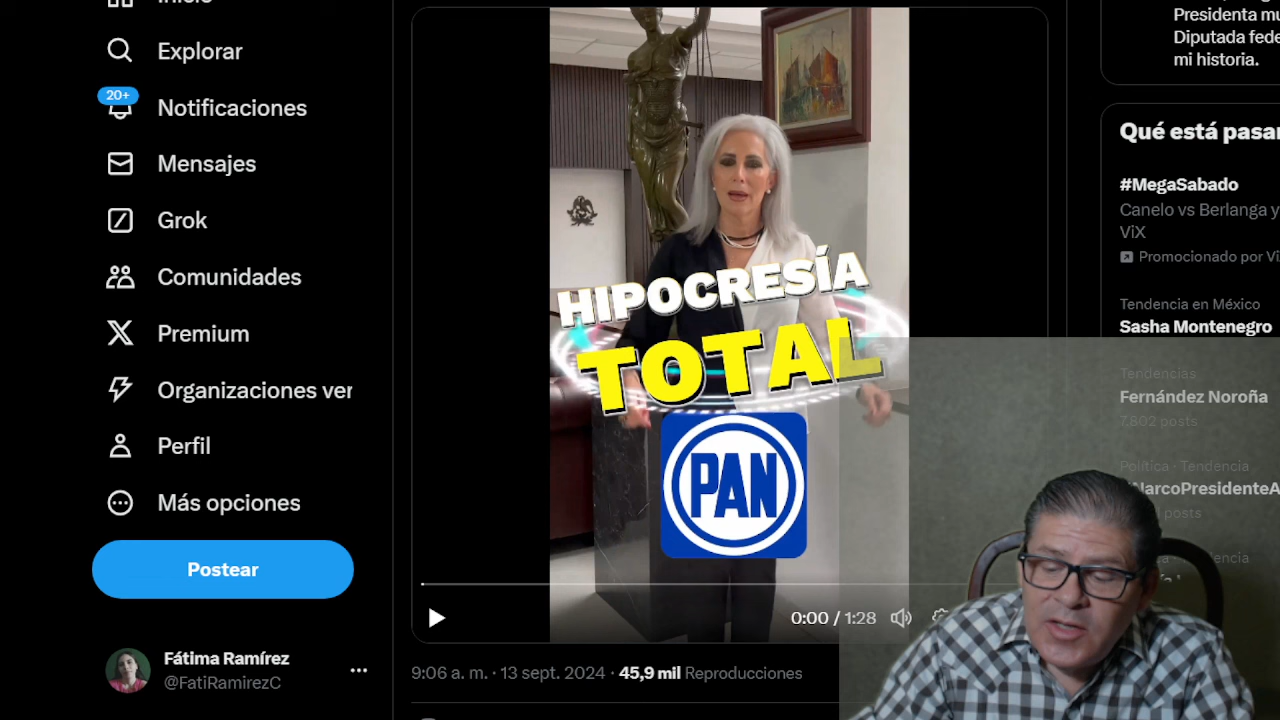 Inicio
Explorar
20+
Notificaciones
Mensajes
Grok
Comunidades
Premium
Organizaciones ver
Perfil
Más opciones
Postear
Fátima Ramírez
@FatiRamirezC
HIPOCRESÍA
TOTAL
PAN
0:00 / 1:28
9:06 a. m. · 13 sept. 2024 · 45,9 mil Reproducciones
Presidenta mu
Diputada fede
mi historia.
Qué está pasan
#MegaSabado
Canelo vs Berlanga y
ViX
Promocionado por Vi
Tendencia en México
Sasha Montenegro
Tendencias
Fernández Noroña
7.802 posts
Política · Tendencia
NarcoPresidenteA
posts